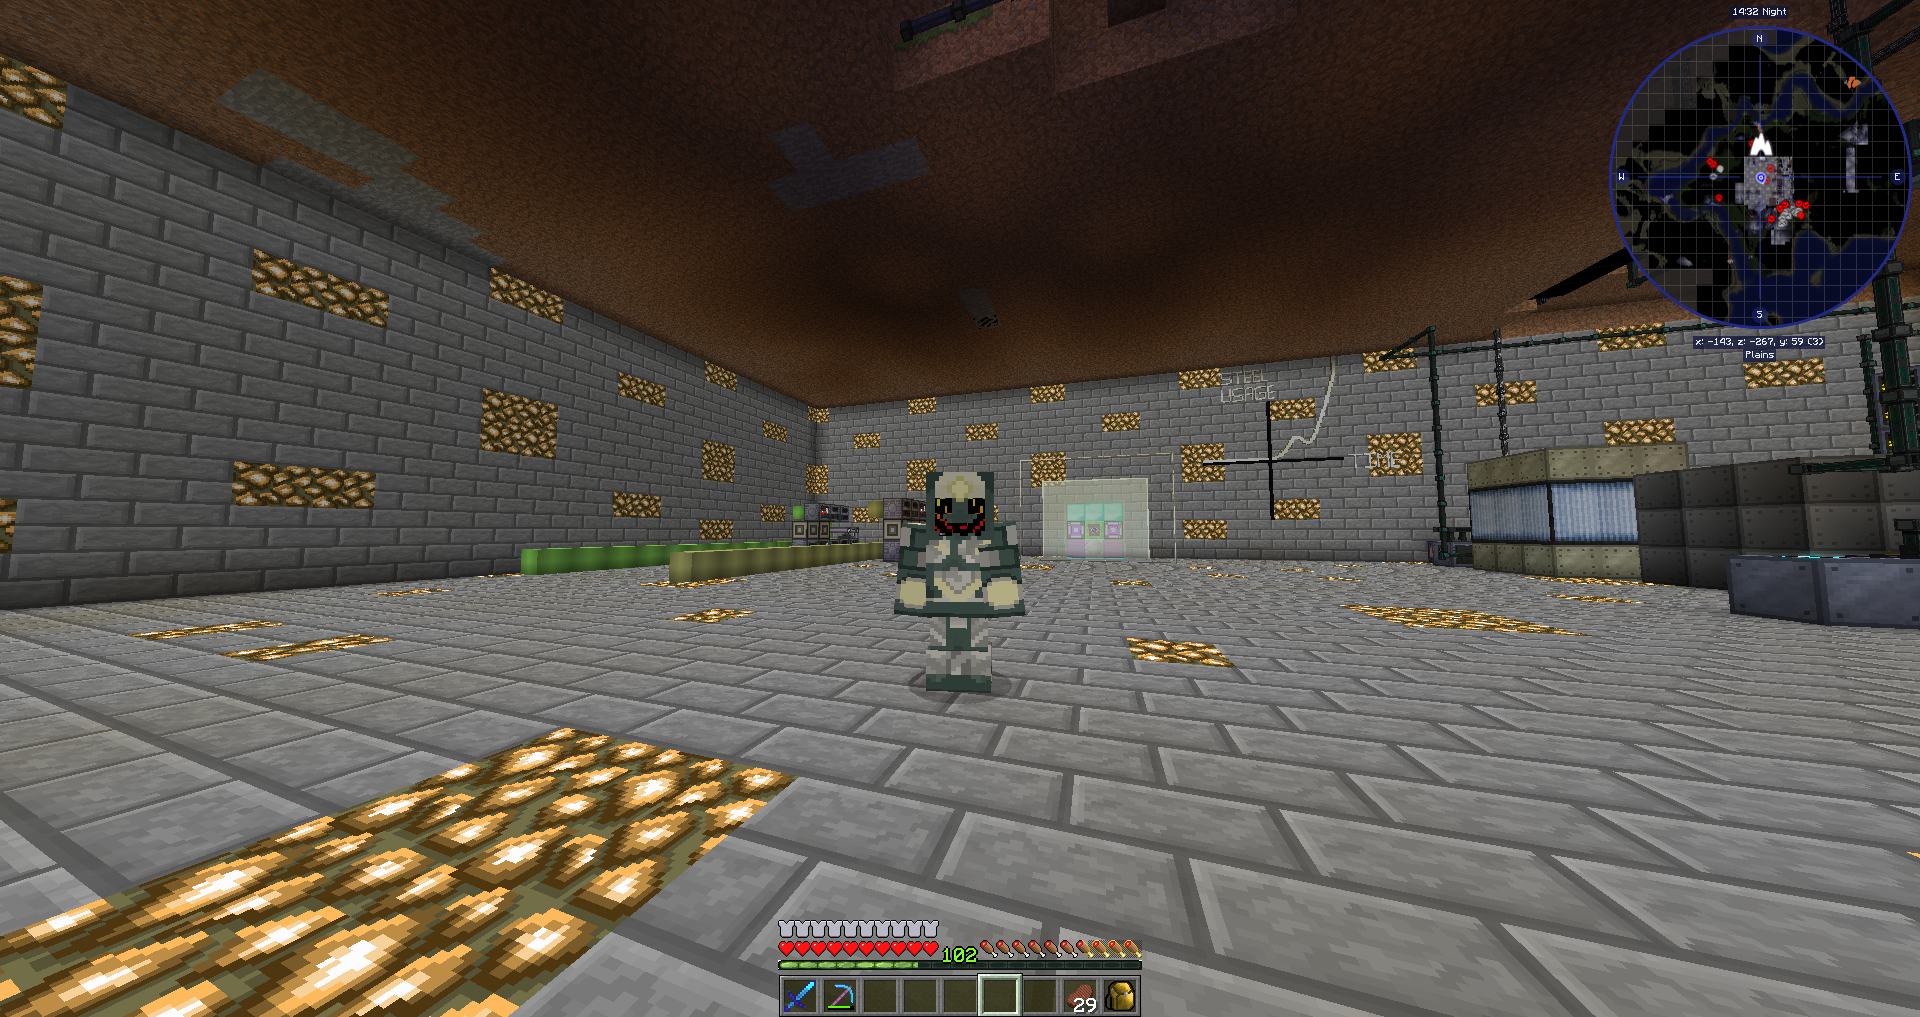 14:32 Night
N
W
E
S
x: -143, z: -267, y: 59 (3)
Plains
STEEL
USAGE
TIME
102
29